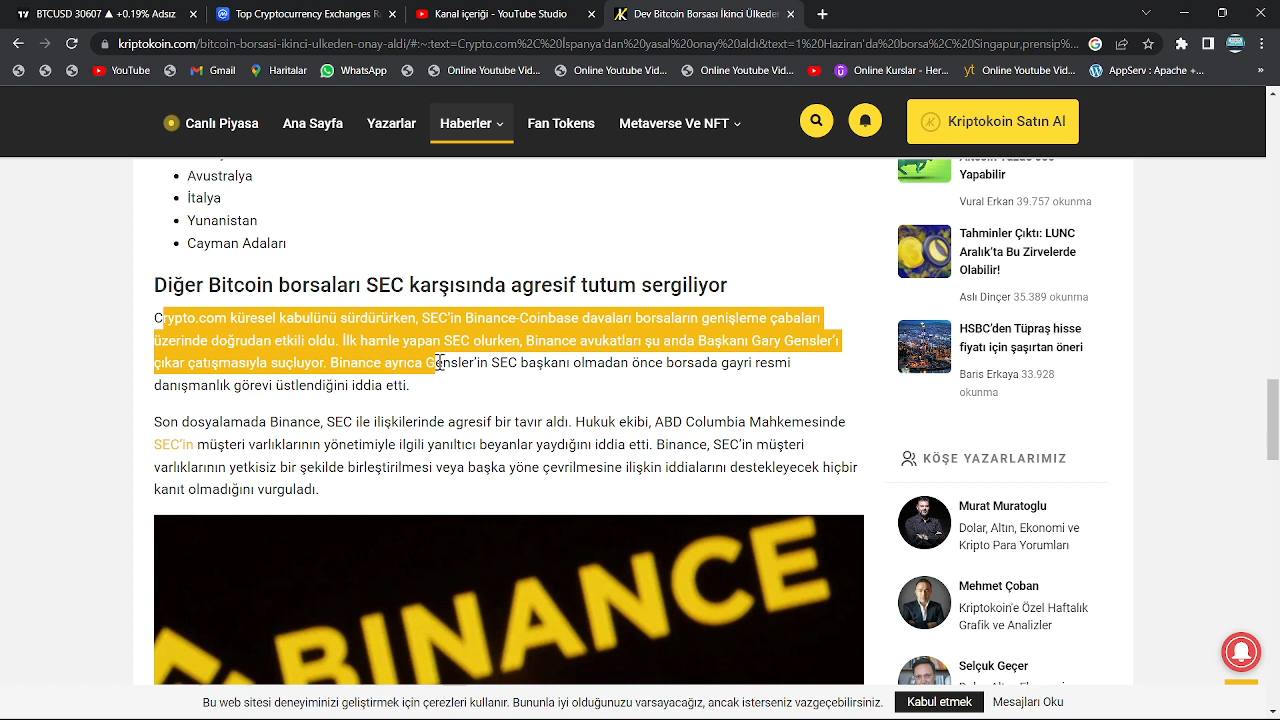 BTCUSD 30607 ▲ +0.19% Adsız
Top Cryptocurrency Exchanges R
Kanal içeriği - YouTube Studio
Dev Bitcoin Borsası İkinci Ülkeden
kriptokoin.com/bitcoin-borsasi-ikinci-ulkeden-onay-aldi/#:~:text=Crypto.com%2C%20İspanya'dan%20metavasal%20onay%20aldı&text=1%20Haziran'da%20borsa%2C%20Singapur,prensip%...
YouTube
Gmail
Haritalar
WhatsApp
Online Youtube Vid...
Online Youtube Vid...
Online Youtube Vid...
Online Kurslar - Her...
yt Online Youtube Vid...
AppServ : Apache +...
»
Canlı Piyasa
Ana Sayfa
Yazarlar
Haberler
Fan Tokens
Metaverse Ve NFT
Kriptokoin Satın Al
Avustralya
İtalya
Yunanistan
Cayman Adaları
Diğer Bitcoin borsaları SEC karşısında agresif tutum sergiliyor
Crypto.com küresel kabulünü sürdürürken, SEC’in Binance-Coinbase davaları borsaların genişleme çabaları
üzerinde doğrudan etkili oldu. İlk hamle yapan SEC olurken, Binance avukatları şu anda Başkanı Gary Gensler’ı
çıkar çatışmasıyla suçluyor. Binance ayrıca Gensler’in SEC başkanı olmadan önce borsada gayri resmi
danışmanlık görevi üstlendiğini iddia etti.
Son dosyalamada Binance, SEC ile ilişkilerinde agresif bir tavır aldı. Hukuk ekibi, ABD Columbia Mahkemesinde
SEC’in müşteri varlıklarının yönetimiyle ilgili yanıltıcı beyanlar yaydığını iddia etti. Binance, SEC’in müşteri
varlıklarının yetkisiz bir şekilde birleştirilmesi veya başka yöne çevrilmesine ilişkin iddialarını destekleyecek hiçbir
kanıt olmadığını vurguladı.
BINANCE
Yapabilir
Vural Erkan 39.757 okunma
Tahminler Çıktı: LUNC
Aralık’ta Bu Zirvelerde
Olabilir!
Aslı Dinçer 35.389 okunma
HSBC’den Tüpraş hisse
fiyatı için şaşırtan öneri
Baris Erkaya 33.928
okunma
KÖŞE YAZARLARIMIZ
Murat Muratoglu
Dolar, Altın, Ekonomi ve
Kripto Para Yorumları
Mehmet Çoban
Kriptokoin'e Özel Haftalık
Grafik ve Analizler
Selçuk Geçer
Bu site deneyiminizi geliştirmek için çerezleri kullanır. Bununla iyi olduğunuzu varsayacağız, ancak isterseniz vazgeçebilirsiniz.
Kabul etmek
Mesajları Oku